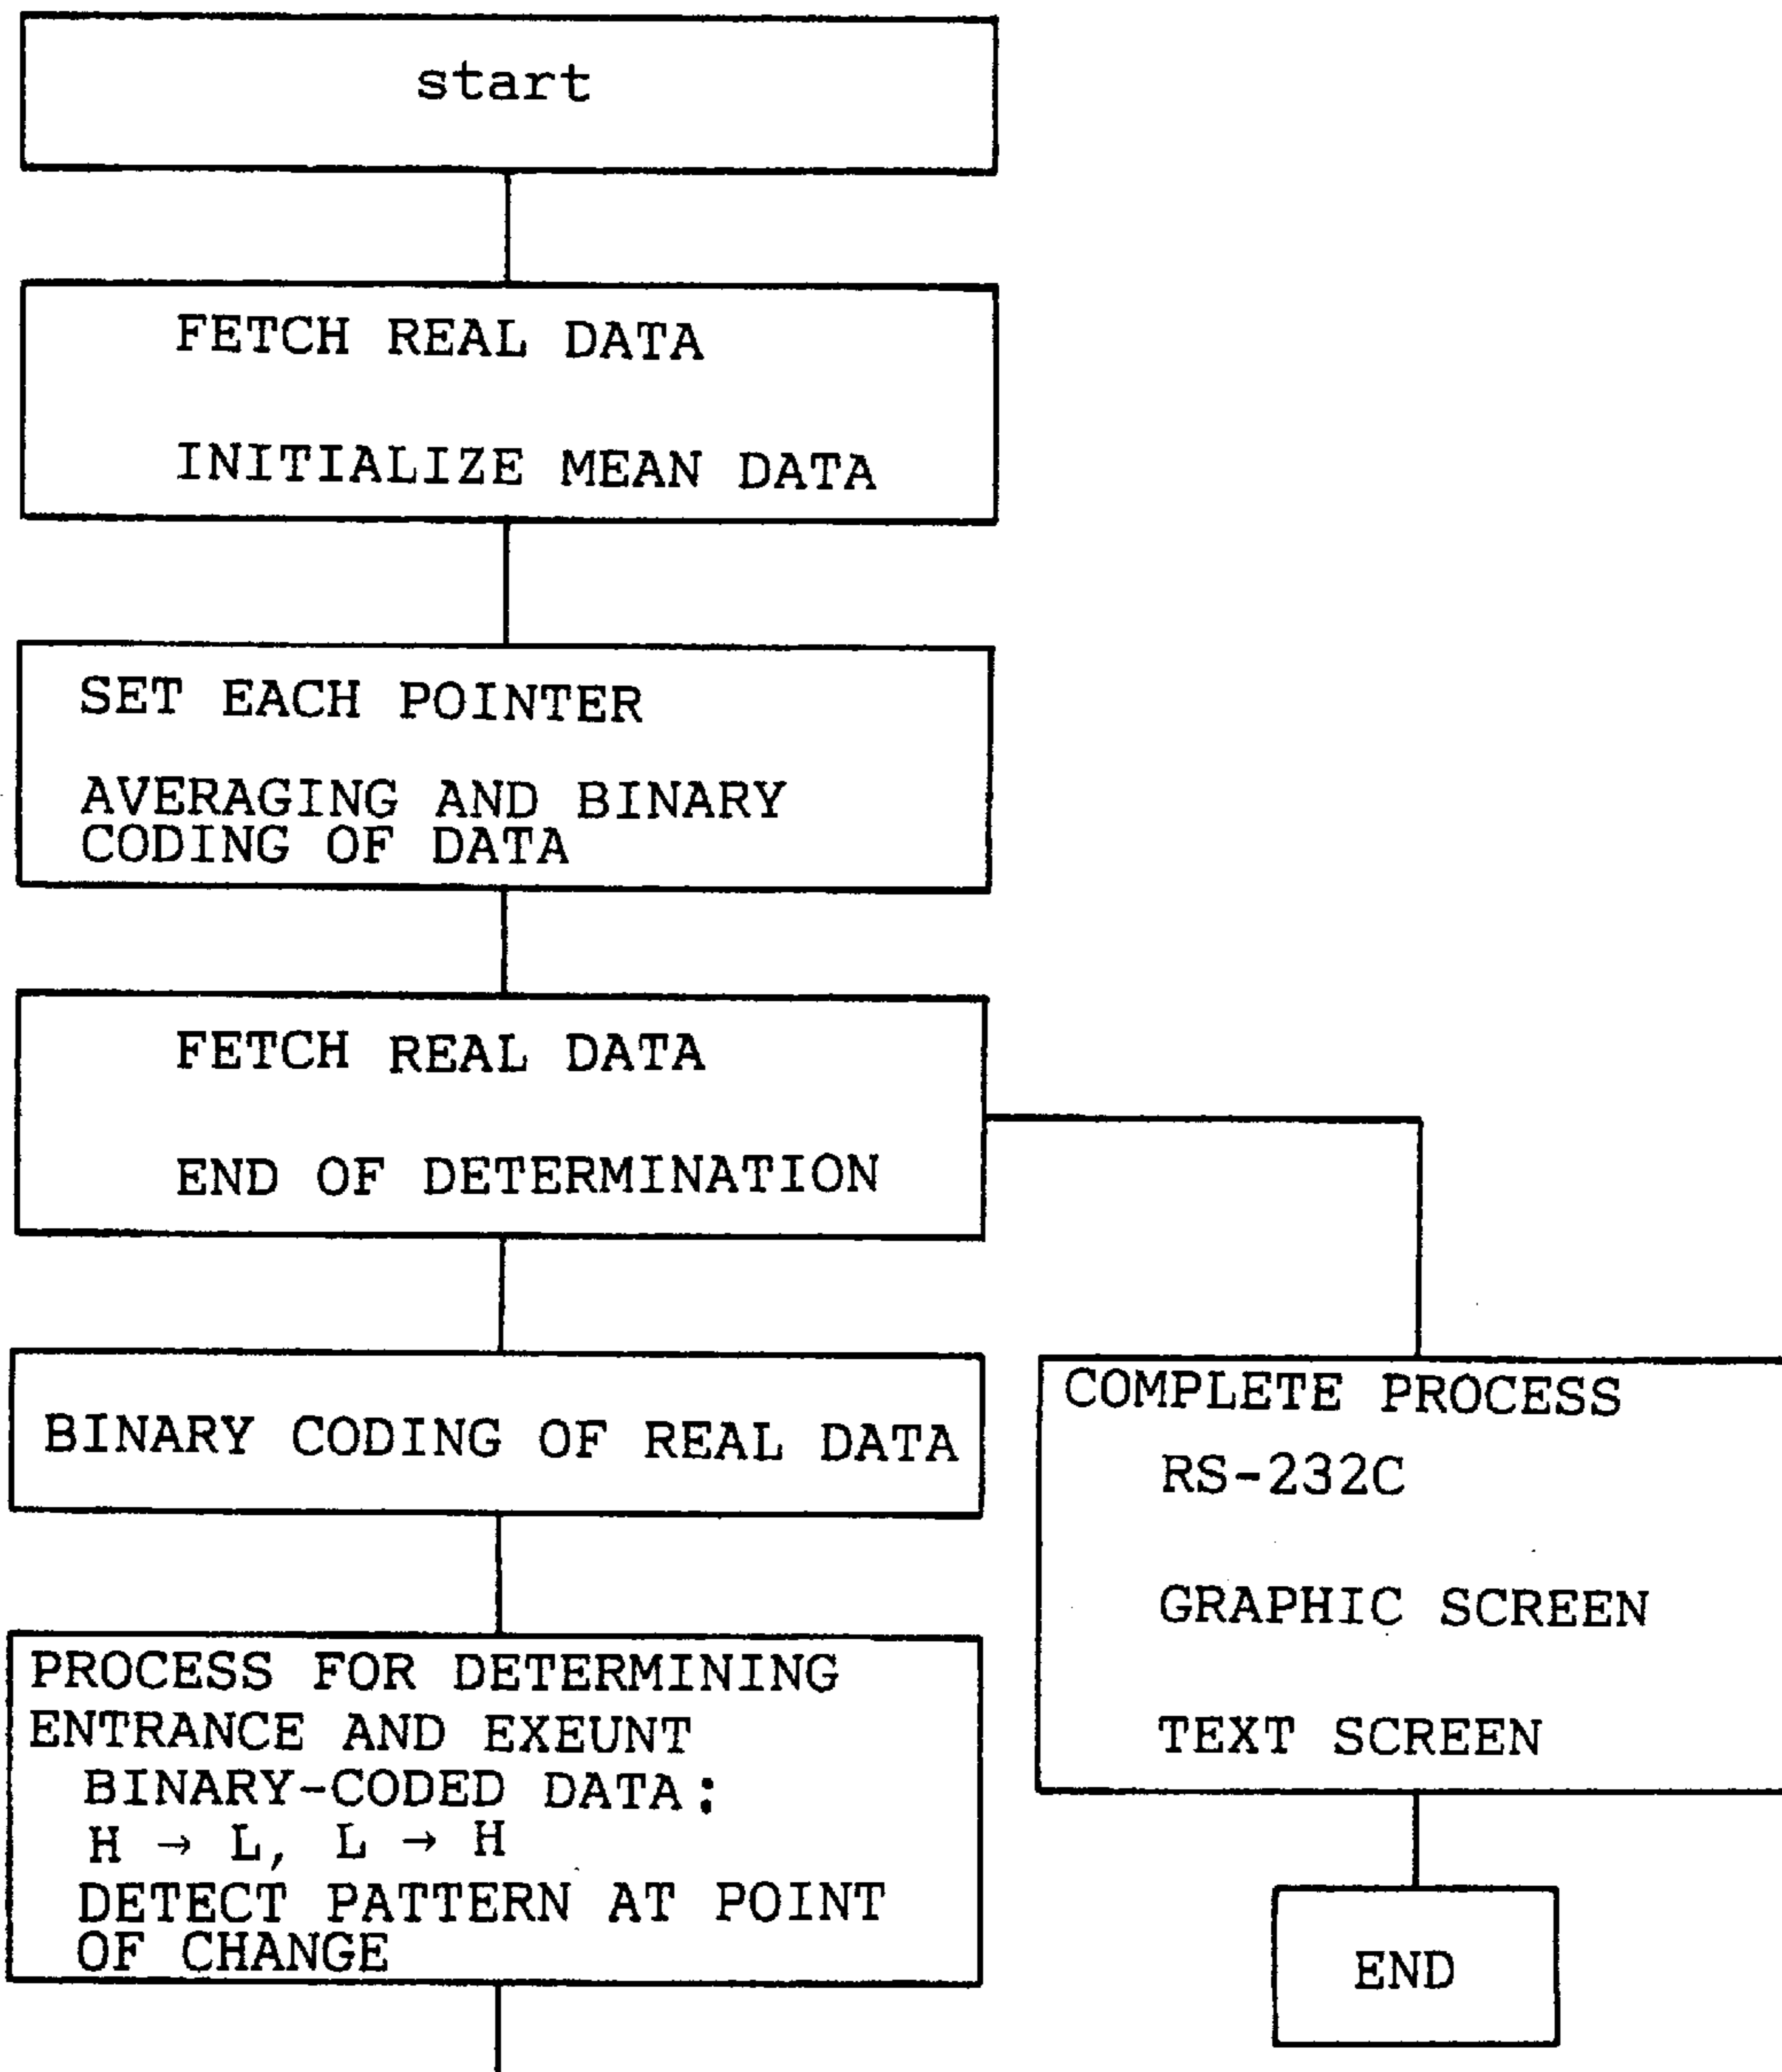 start
FETCH REAL DATA
INITIALIZE MEAN DATA
SET EACH POINTER
AVERAGING AND BINARY
CODING OF DATA
FETCH REAL DATA
END OF DETERMINATION
BINARY CODING OF REAL DATA
PROCESS FOR DETERMINING
ENTRANCE AND EXEUNT
BINARY-CODED DATA:
H → L, L → H
DETECT PATTERN AT POINT
OF CHANGE
COMPLETE PROCESS
RS-232C
GRAPHIC SCREEN
TEXT SCREEN
END